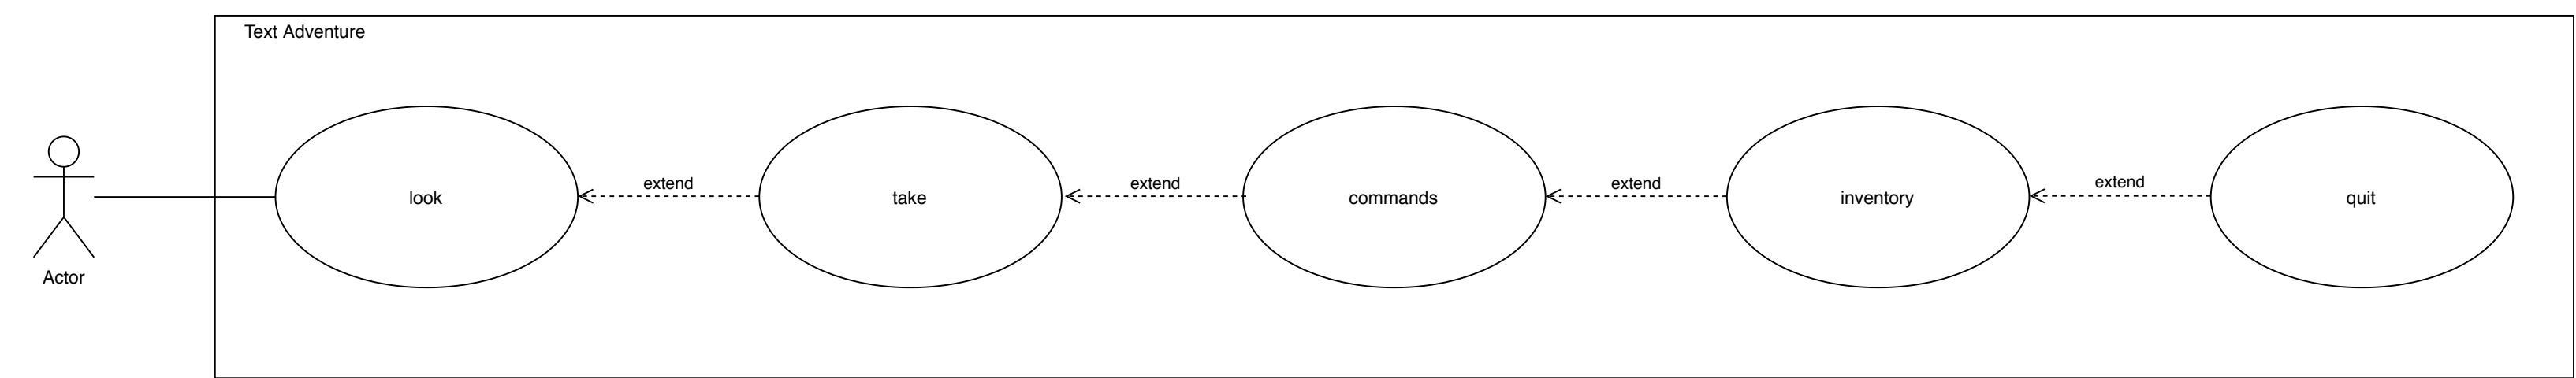 Text Adventure
Actor
look
extend
take
extend
commands
extend
inventory
extend
quit